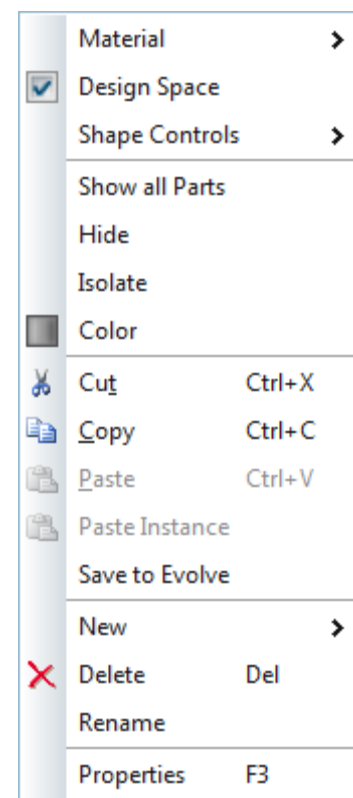 Material
Design Space
Shape Controls
Show all Parts
Hide
Isolate
Color
Cut Ctrl+X
Copy Ctrl+C
Paste Ctrl+V
Paste Instance
Save to Evolve
New
Delete Del
Rename
Properties F3